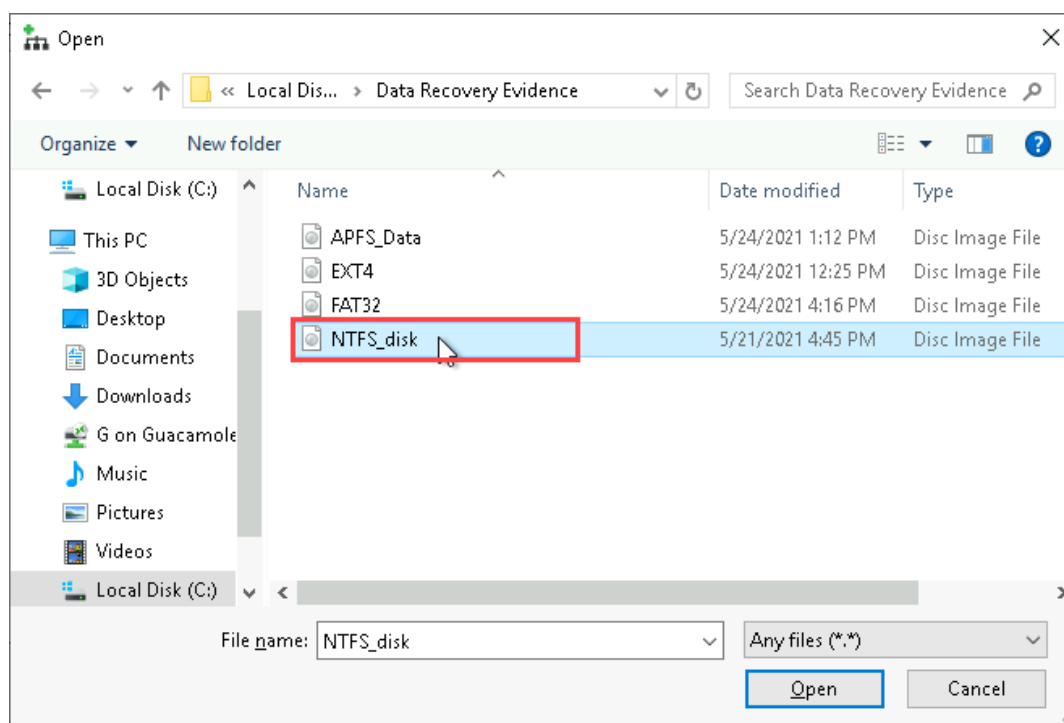 Open
« Local Dis... > Data Recovery Evidence
Search Data Recovery Evidence
Organize
New folder
Name
Date modified
Type
Local Disk (C:)
This PC
3D Objects
Desktop
Documents
Downloads
G on Guacamole
Music
Pictures
Videos
Local Disk (C:)
APFS_Data 5/24/2021 1:12 PM Disc Image File
EXT4 5/24/2021 12:25 PM Disc Image File
FAT32 5/24/2021 4:16 PM Disc Image File
NTFS_disk 5/21/2021 4:45 PM Disc Image File
File name: NTFS_disk
Any files (*.*)
Open
Cancel